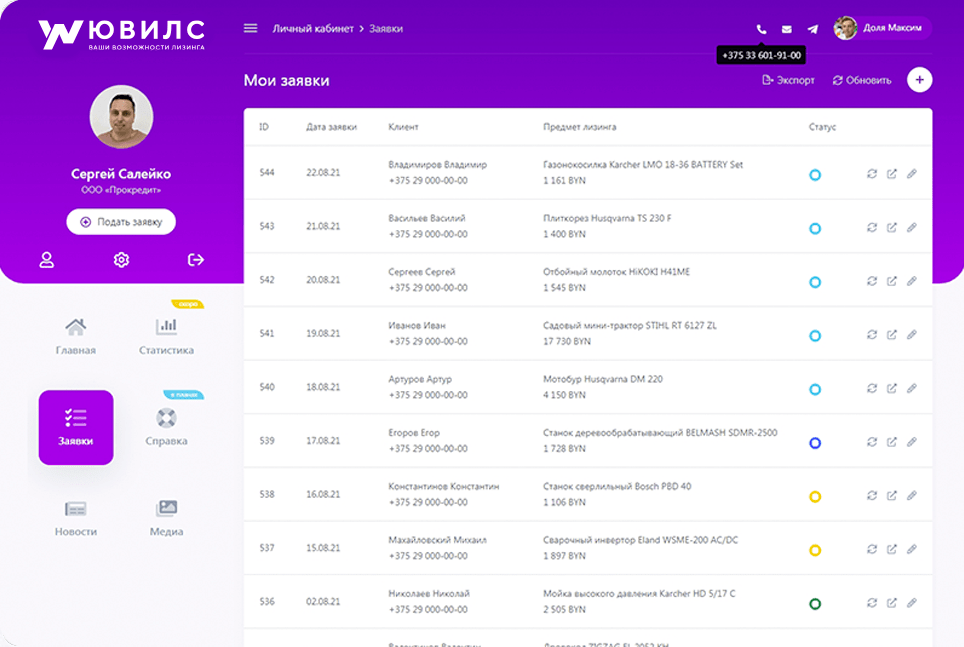 ЮВИЛС
ВАШИ ВОЗМОЖНОСТИ ЛИЗИНГА
Личный кабинет > Заявки
Доля Максим
+375 33 601-91-00
Мои заявки
Экспорт
Обновить
Сергей Салейко
ООО «Прокредит»
Подать заявку
скоро
Главная
Статистика
в планах
Заявки
Справка
Новости
Медиа
ID Дата заявки Клиент Предмет лизинга Статус
544 22.08.21 Владимиров Владимир Газонокосилка Karcher LMO 18-36 BATTERY Set
+375 29 000-00-00 1 161 BYN
543 21.08.21 Васильев Василий Плиткорез Husqvarna TS 230 F
+375 29 000-00-00 1 400 BYN
542 20.08.21 Сергеев Сергей Отбойный молоток HiKOKI H41ME
+375 29 000-00-00 1 545 BYN
541 19.08.21 Иванов Иван Садовый мини-трактор STIHL RT 6127 ZL
+375 29 000-00-00 17 730 BYN
540 18.08.21 Артуров Артур Мотобур Husqvarna DM 220
+375 29 000-00-00 4 150 BYN
539 17.08.21 Егоров Егор Станок деревообрабатывающий BELMASH SDMR-2500
+375 29 000-00-00 1 728 BYN
538 16.08.21 Константинов Константин Станок сверлильный Bosch PBD 40
+375 29 000-00-00 1 106 BYN
537 15.08.21 Махайловский Михаил Сварочный инвертор Eland WSME-200 AC/DC
+375 29 000-00-00 1 897 BYN
536 02.08.21 Николаев Николай Мойка высокого давления Karcher HD 5/17 C
+375 29 000-00-00 2 505 BYN